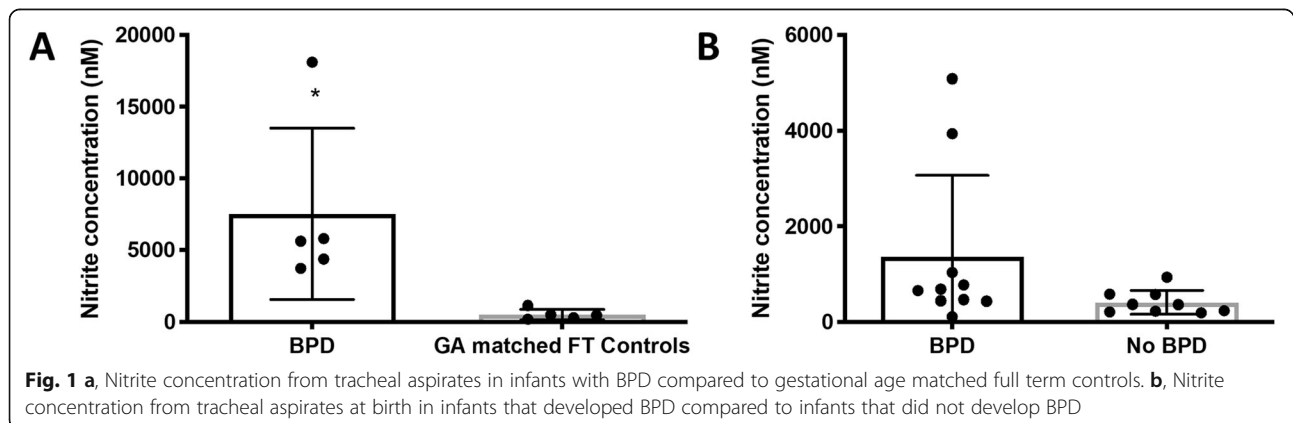 A
Nitrite concentration (nM)
20000
15000
10000
5000
0
*
BPD
GA matched FT Controls
B
Nitrite concentration (nM)
6000
4000
2000
0
BPD
No BPD
Fig. 1 a, Nitrite concentration from tracheal aspirates in infants with BPD compared to gestational age matched full term controls. b, Nitrite
concentration from tracheal aspirates at birth in infants that developed BPD compared to infants that did not develop BPD